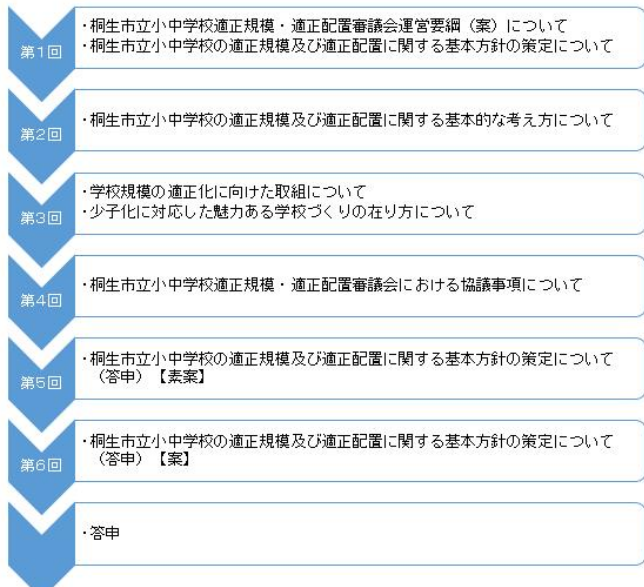 第1回
・桐生市立小中学校適正規模・適正配置審議会運営要綱（案）について
・桐生市立小中学校の適正規模及び適正配置に関する基本方針の策定について
第2回
・桐生市立小中学校の適正規模及び適正配置に関する基本的な考え方について
第3回
・学校規模の適正化に向けた取組について
・少子化に対応した魅力ある学校づくりの在り方について
第4回
・桐生市立小中学校適正規模・適正配置審議会における協議事項について
第5回
・桐生市立小中学校の適正規模及び適正配置に関する基本方針の策定について
（答申）【素案】
第6回
・桐生市立小中学校の適正規模及び適正配置に関する基本方針の策定について
（答申）【案】
・答申